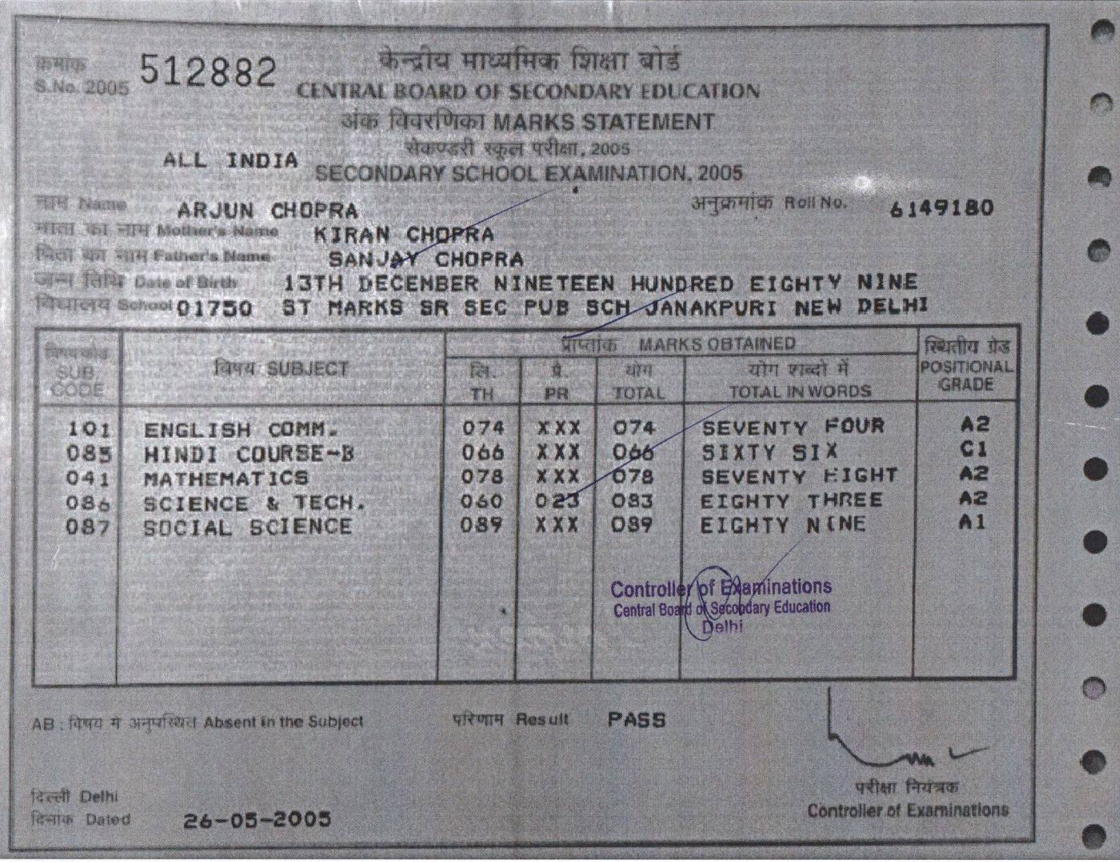 क्रमांक
S.No. 2005 512882
केन्द्रीय माध्यमिक शिक्षा बोर्ड
CENTRAL BOARD OF SECONDARY EDUCATION
अंक विवरणिका MARKS STATEMENT
सेकण्डरी स्कूल परीक्षा, 2005
ALL INDIA SECONDARY SCHOOL EXAMINATION, 2005
नाम Name ARJUN CHOPRA अनुक्रमांक Roll No. 6149180
माता का नाम Mother's Name KIRAN CHOPRA
पिता का नाम Father's Name SANJAY CHOPRA
जन्म तिथि Date of Birth 13TH DECEMBER NINETEEN HUNDRED EIGHTY NINE
विद्यालय School 01750 ST MARKS SR SEC PUB SCH JANAKPURI NEW DELHI
विषय कोड SUB. CODE विषय SUBJECT प्राप्तांक MARKS OBTAINED स्थितीय ग्रेड POSITIONAL GRADE
लि. TH प्रै. PR योग TOTAL योग शब्दों में TOTAL IN WORDS
101 ENGLISH COMM. 074 XXX 074 SEVENTY FOUR A2
085 HINDI COURSE-B 066 XXX 066 SIXTY SIX C1
041 MATHEMATICS 078 XXX 078 SEVENTY EIGHT A2
086 SCIENCE & TECH. 060 023 083 EIGHTY THREE A2
087 SOCIAL SCIENCE 089 XXX 089 EIGHTY NINE A1
Controller of Examinations
Central Board of Secondary Education
Delhi
AB : विषय में अनुपस्थित Absent in the Subject परिणाम Result PASS
परीक्षा नियंत्रक
Controller of Examinations
दिल्ली Delhi
दिनांक Dated 26-05-2005